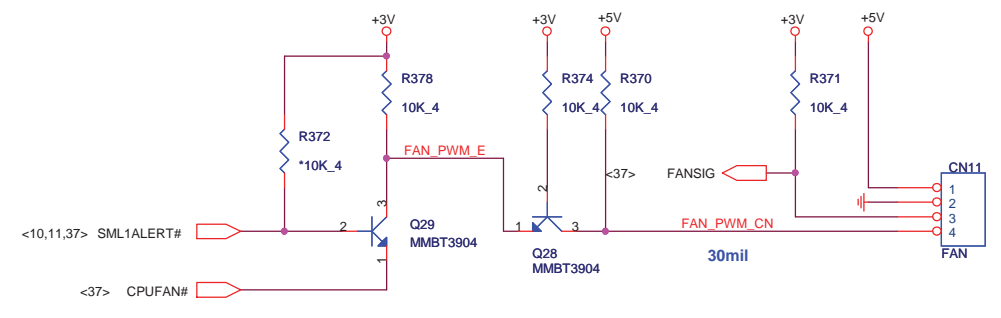 +3V
+3V
+5V
+3V
+5V
R378
10K_4
R374
10K_4
R370
10K_4
R371
10K_4
R372
*10K_4
FAN_PWM_E
<37>
FANSIG
CN11
1
2
3
4
FAN
2
3
1
Q29
MMBT3904
2
1
3
Q28
MMBT3904
FAN_PWM_CN
30mil
<10,11,37> SML1ALERT#
<37> CPUFAN#